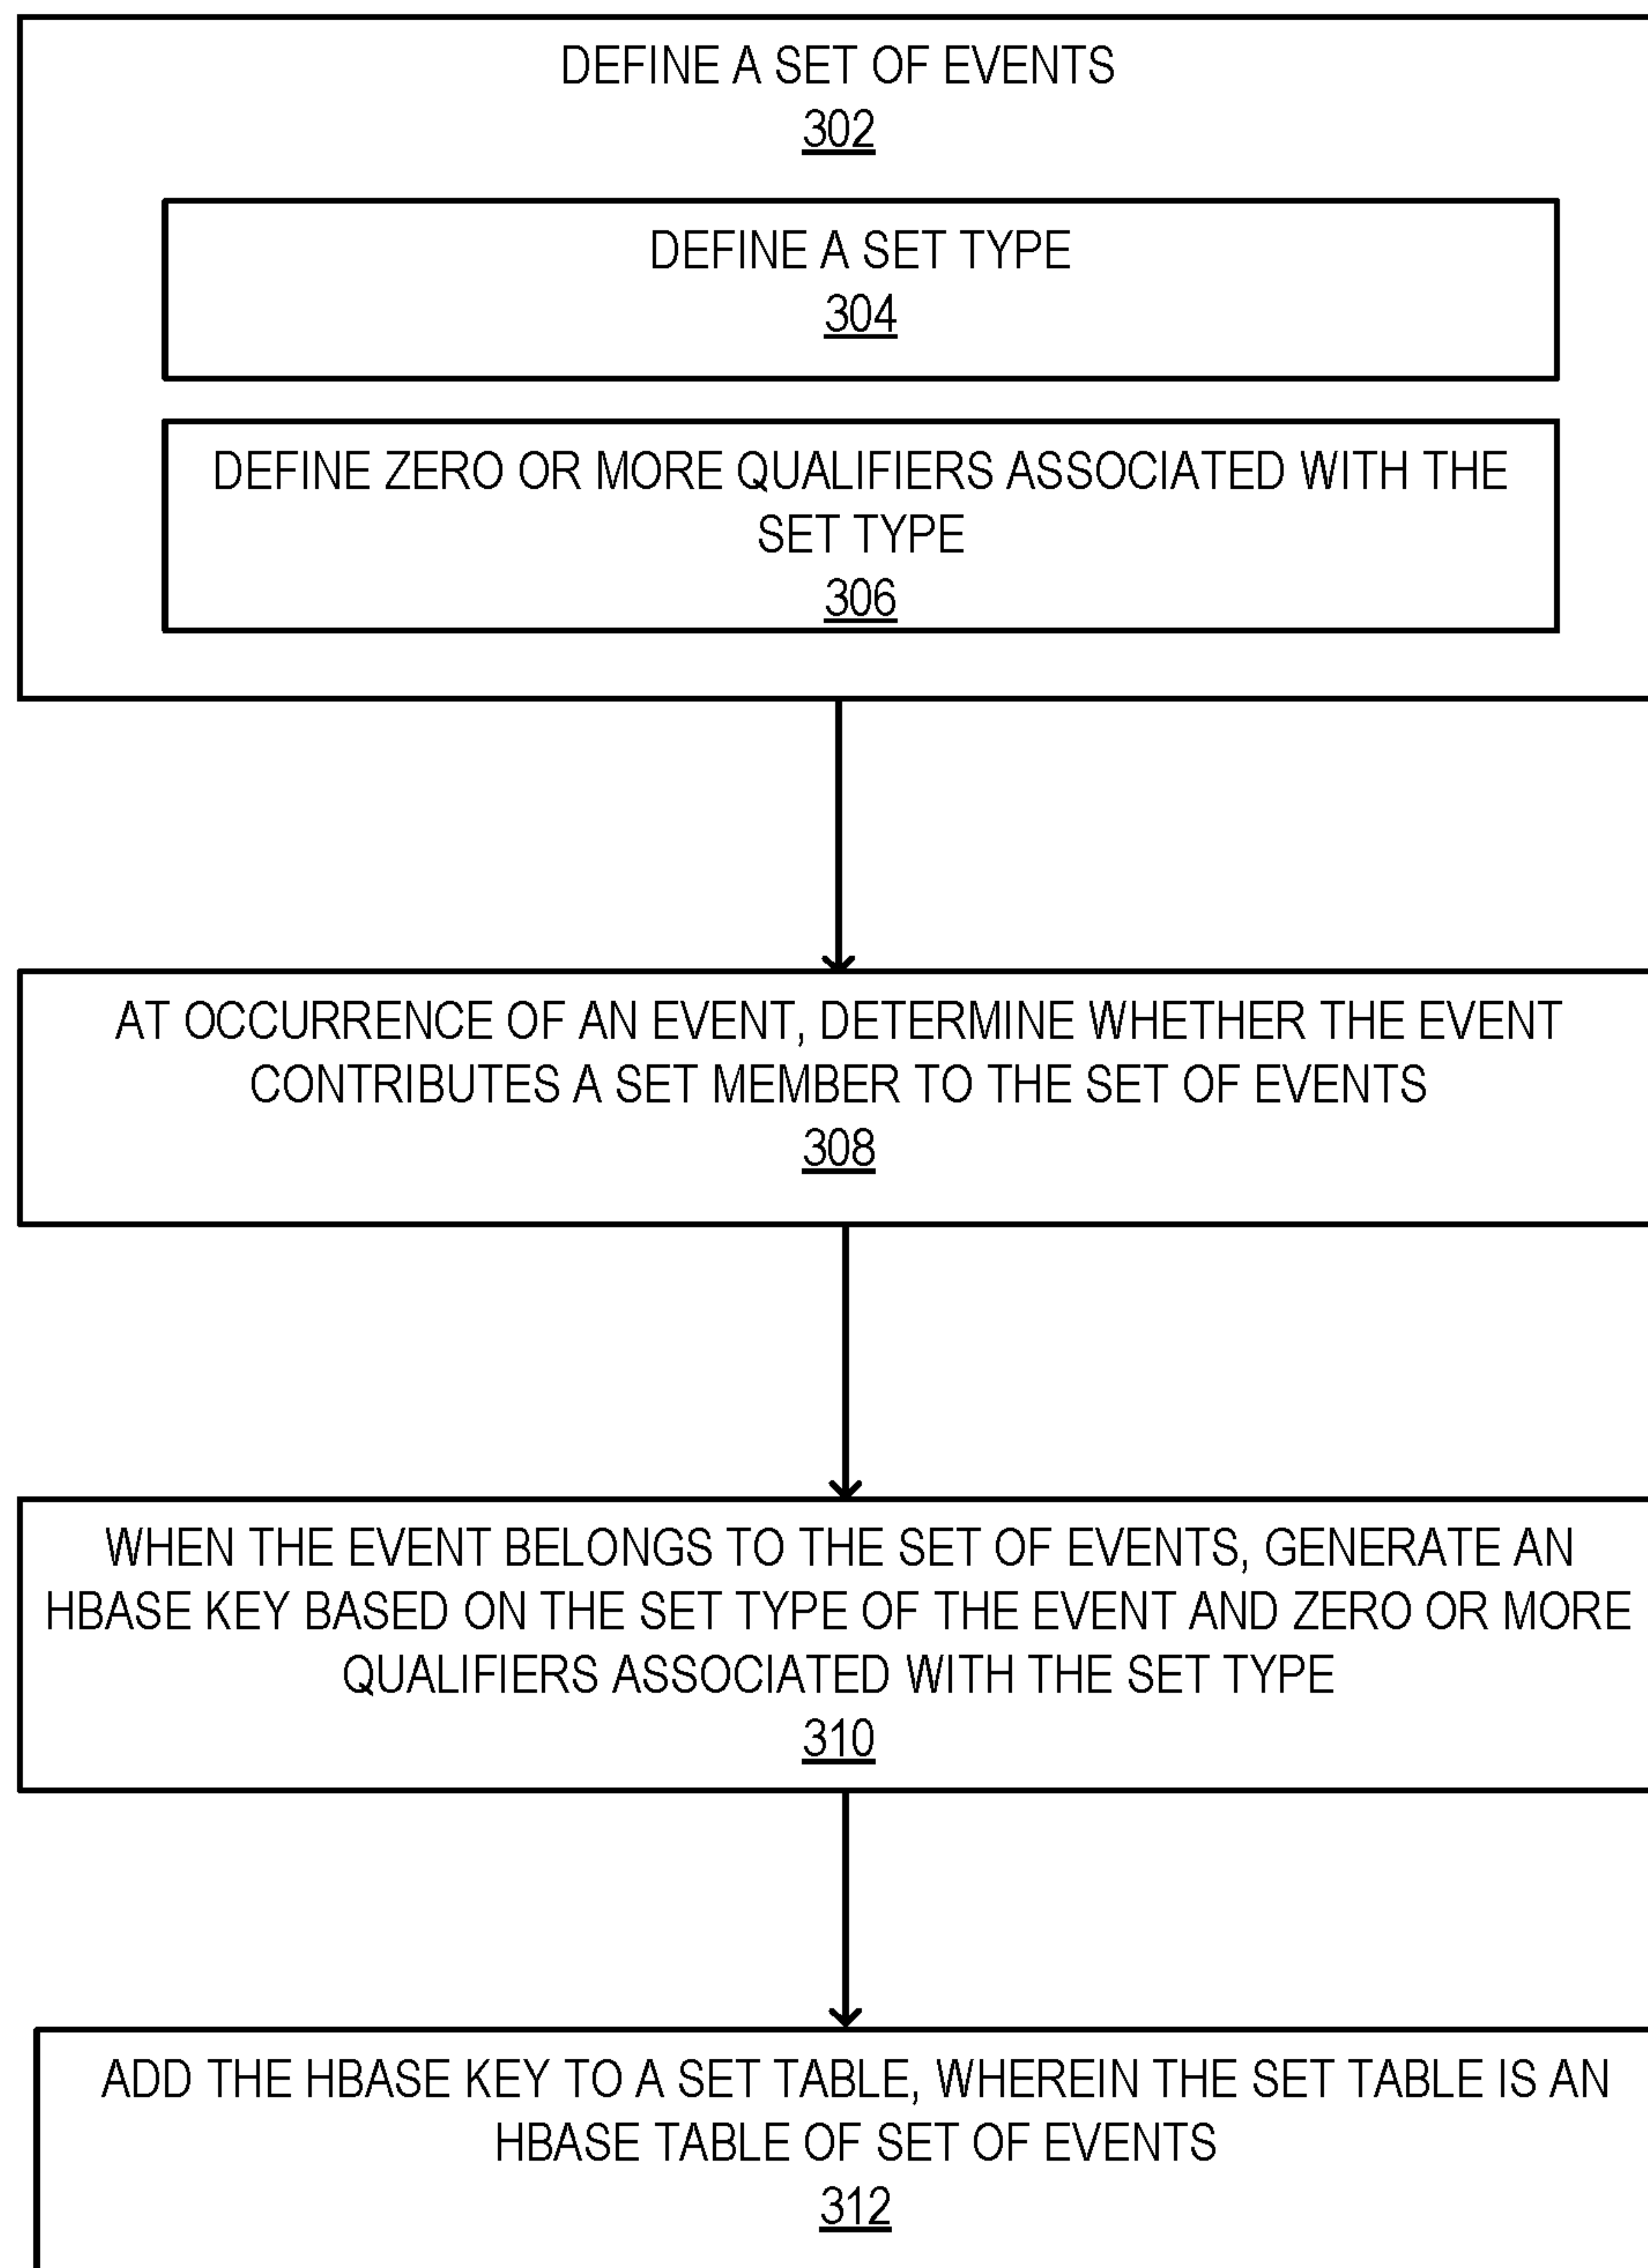 DEFINE A SET OF EVENTS
302
DEFINE A SET TYPE
304
DEFINE ZERO OR MORE QUALIFIERS ASSOCIATED WITH THE
SET TYPE
306
AT OCCURRENCE OF AN EVENT, DETERMINE WHETHER THE EVENT
CONTRIBUTES A SET MEMBER TO THE SET OF EVENTS
308
WHEN THE EVENT BELONGS TO THE SET OF EVENTS, GENERATE AN
HBASE KEY BASED ON THE SET TYPE OF THE EVENT AND ZERO OR MORE
QUALIFIERS ASSOCIATED WITH THE SET TYPE
310
ADD THE HBASE KEY TO A SET TABLE, WHEREIN THE SET TABLE IS AN
HBASE TABLE OF SET OF EVENTS
312